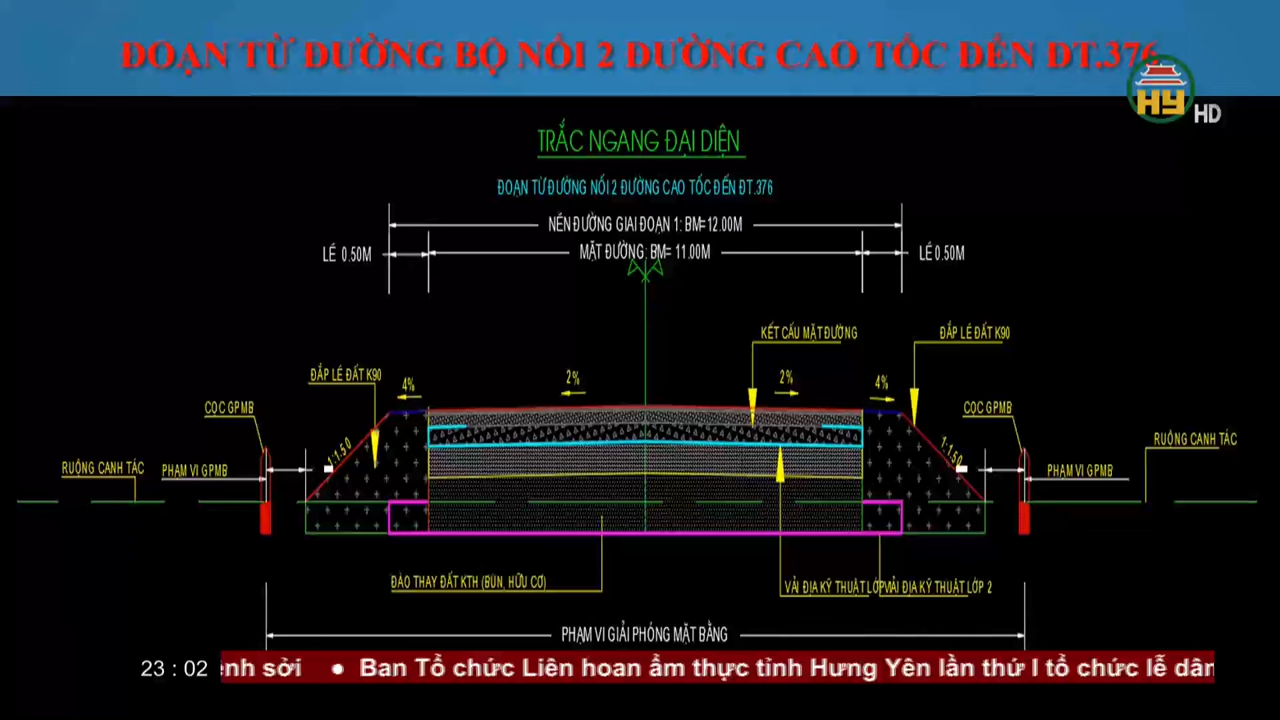 ĐOẠN TỪ ĐƯỜNG BỘ NỐI 2 ĐƯỜNG CAO TỐC ĐẾN ĐT.376
HY HD
TRẮC NGANG ĐẠI DIỆN
ĐOẠN TỪ ĐƯỜNG NỐI 2 ĐƯỜNG CAO TỐC ĐẾN ĐT.376
NỀN ĐƯỜNG GIAI ĐOẠN 1: BM=12.00M
LỀ 0.50M MẶT ĐƯỜNG: BM= 11.00M LỀ 0.50M
KẾT CẤU MẶT ĐƯỜNG ĐẮP LỀ ĐẤT K90
ĐẮP LỀ ĐẤT K90 4% 2% 2% 4%
CỌC GPMB CỌC GPMB
1:1.50 1:1.50
RUỘNG CANH TÁC PHẠM VI GPMB PHẠM VI GPMB RUỘNG CANH TÁC
ĐÀO THAY ĐẤT KTH (BÙN, HỮU CƠ) VẢI ĐỊA KỸ THUẬT LỚP VẢI ĐỊA KỸ THUẬT LỚP 2
PHẠM VI GIẢI PHÓNG MẶT BẰNG
23 : 02 ệnh sởi ● Ban Tổ chức Liên hoan ẩm thực tỉnh Hưng Yên lần thứ I tổ chức lễ dân